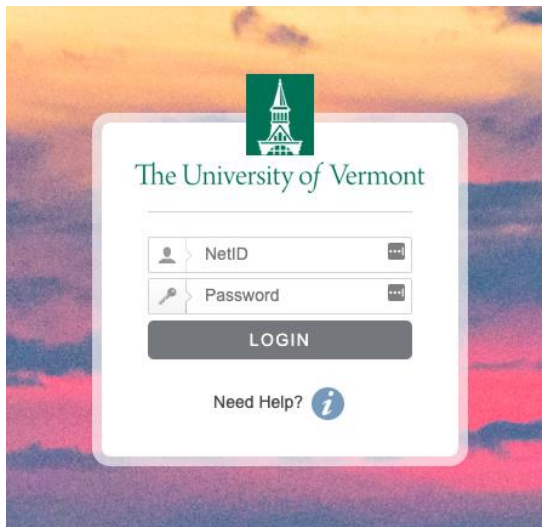 The University of Vermont
NetID
Password
LOGIN
Need Help?